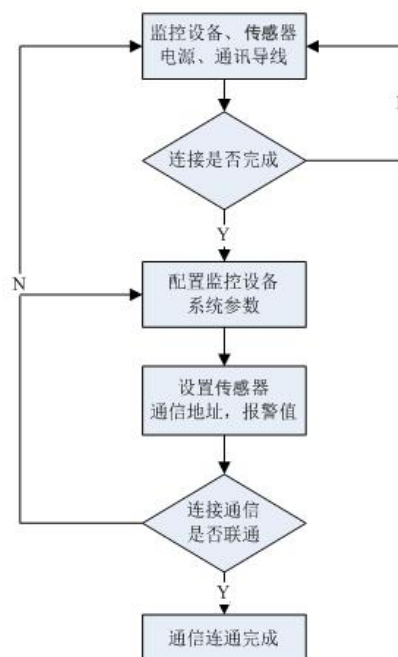 监控设备、传感器
电源、通讯导线
连接是否完成
Y
配置监控设备
系统参数
N
设置传感器
通信地址，报警值
连接通信
是否联通
Y
通信连通完成